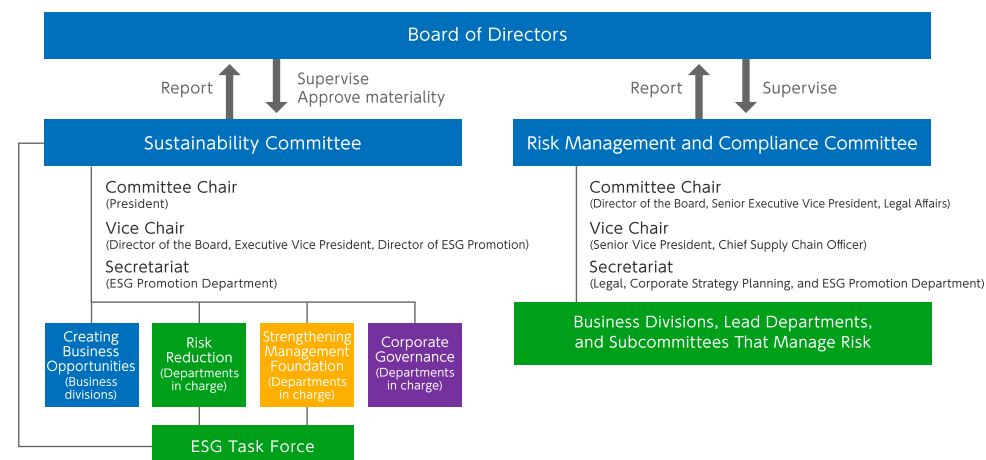 Board of Directors
Report
Supervise
Approve materiality
Report
Supervise
Sustainability Committee
Committee Chair
(President)
Vice Chair
(Director of the Board, Executive Vice President, Director of ESG Promotion)
Secretariat
(ESG Promotion Department)
Creating
Business
Opportunities
(Business
divisions)
Risk
Reduction
(Departments
in charge)
Strengthening
Management
Foundation
(Departments
in charge)
Corporate
Governance
(Departments
in charge)
ESG Task Force
Risk Management and Compliance Committee
Committee Chair
(Director of the Board, Senior Executive Vice President, Legal Affairs)
Vice Chair
(Senior Vice President, Chief Supply Chain Officer)
Secretariat
(Legal, Corporate Strategy Planning, and ESG Promotion Department)
Business Divisions, Lead Departments,
and Subcommittees That Manage Risk